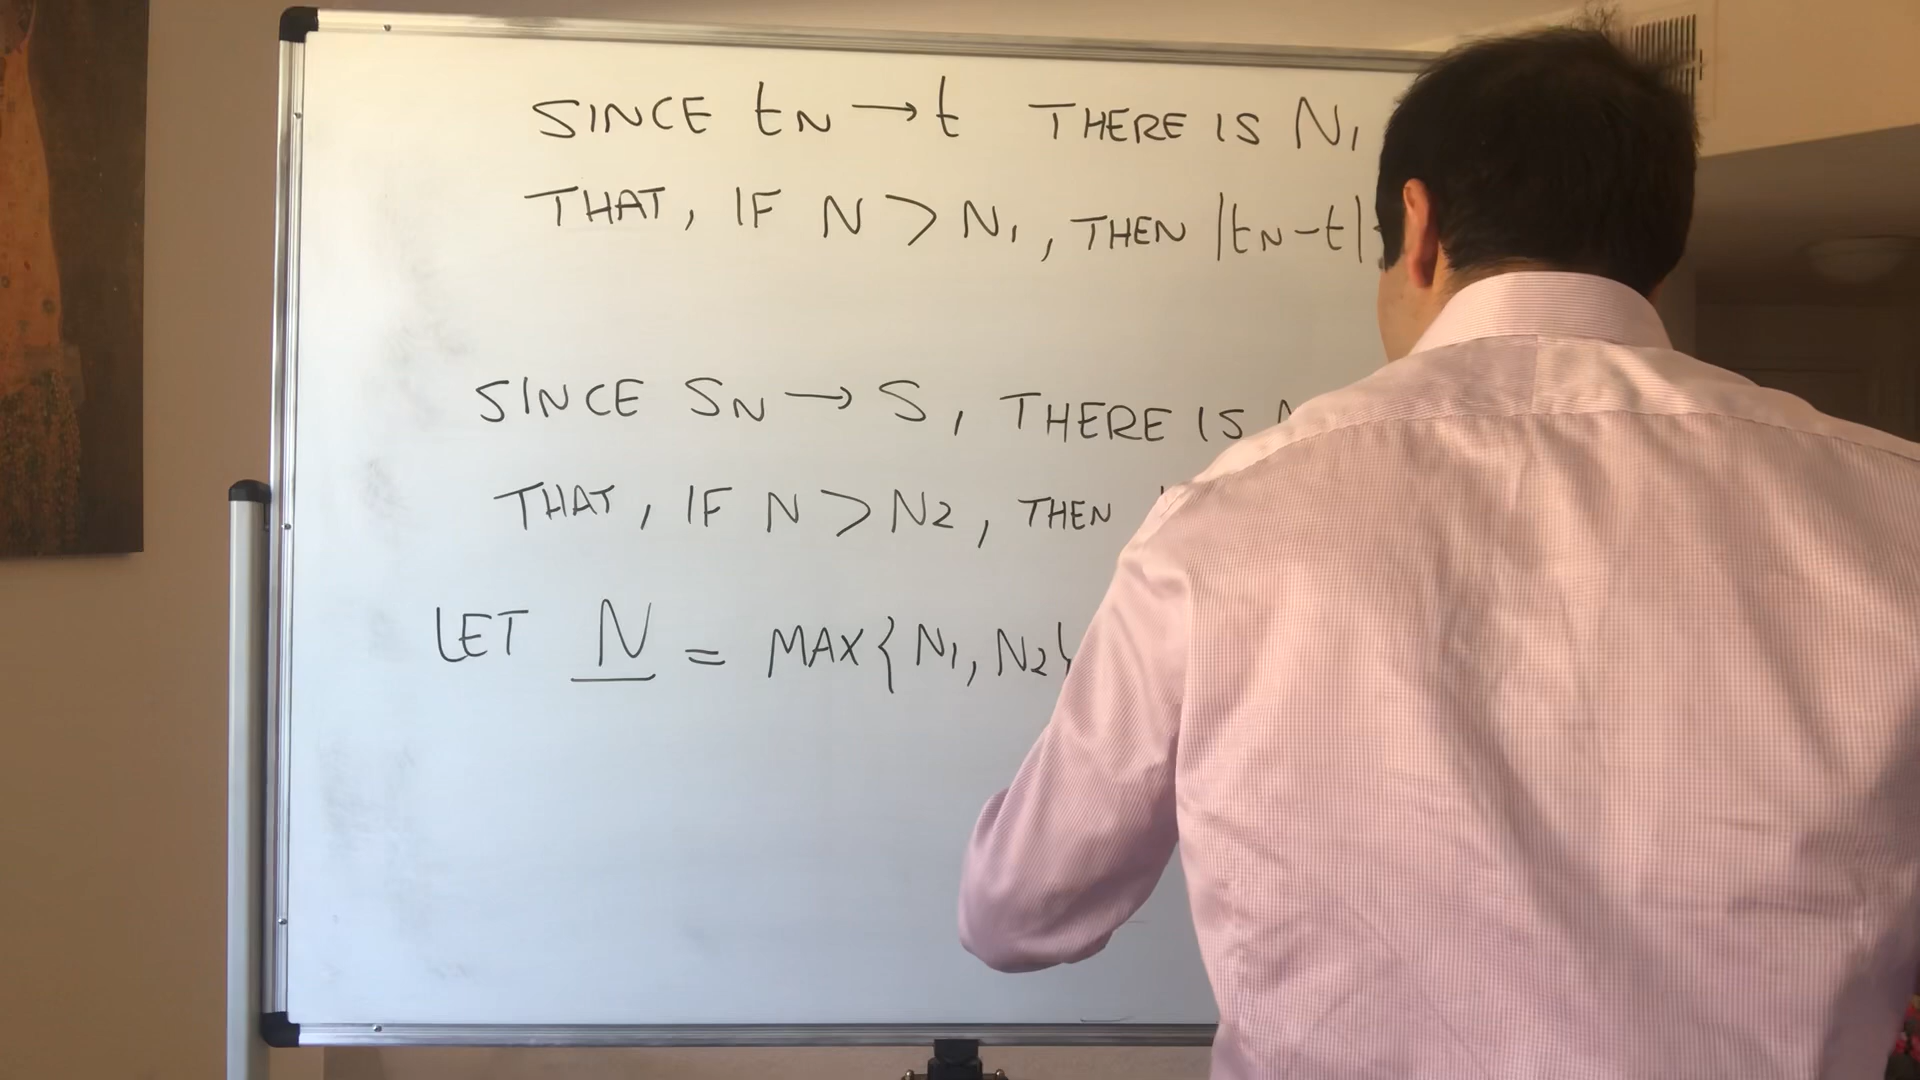 SINCE tN → t THERE IS N1
THAT, IF N > N1, THEN |tN - t|
SINCE SN → S, THERE IS
THAT, IF N > N2, THEN
LET N = MAX{N1, N2}